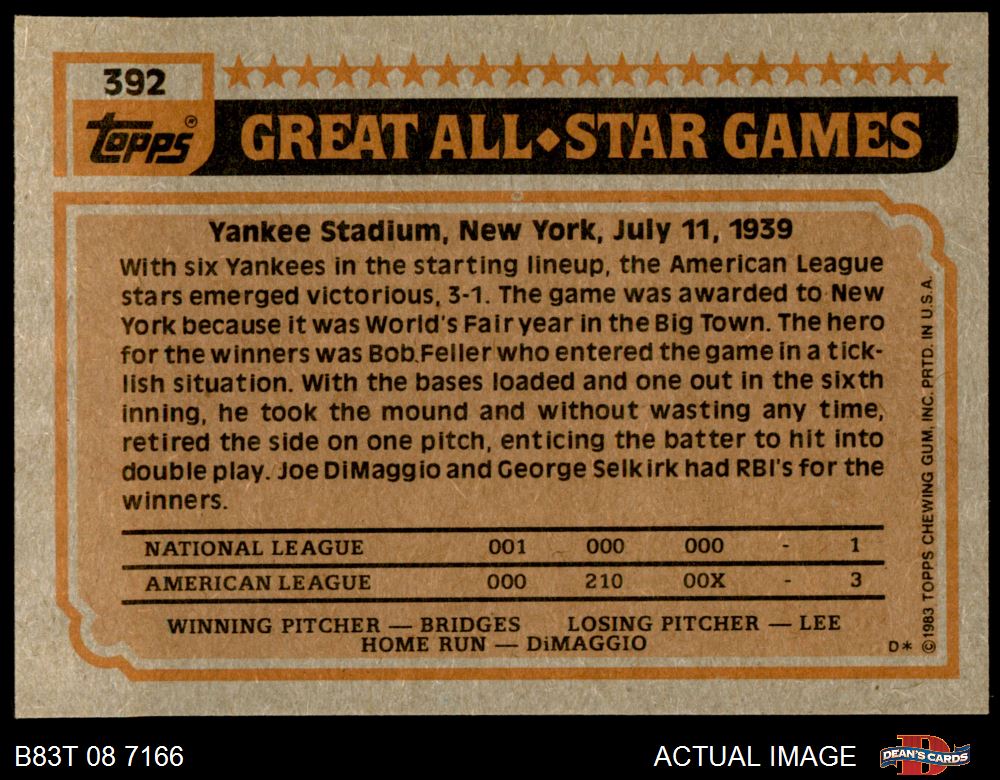 392
Topps®
GREAT ALL◆STAR GAMES
Yankee Stadium, New York, July 11, 1939
With six Yankees in the starting lineup, the American League
stars emerged victorious, 3-1. The game was awarded to New
York because it was World's Fair year in the Big Town. The hero
for the winners was Bob Feller who entered the game in a tick-
lish situation. With the bases loaded and one out in the sixth
inning, he took the mound and without wasting any time,
retired the side on one pitch, enticing the batter to hit into
double play. Joe DiMaggio and George Selkirk had RBI's for the
winners.
NATIONAL LEAGUE 001 000 000 - 1
AMERICAN LEAGUE 000 210 00X - 3
WINNING PITCHER — BRIDGES LOSING PITCHER — LEE
HOME RUN — DiMAGGIO
D*
©1983 TOPPS CHEWING GUM, INC. PRTD. IN U.S.A.
B83T 08 7166
ACTUAL IMAGE
DEAN'S CARDS